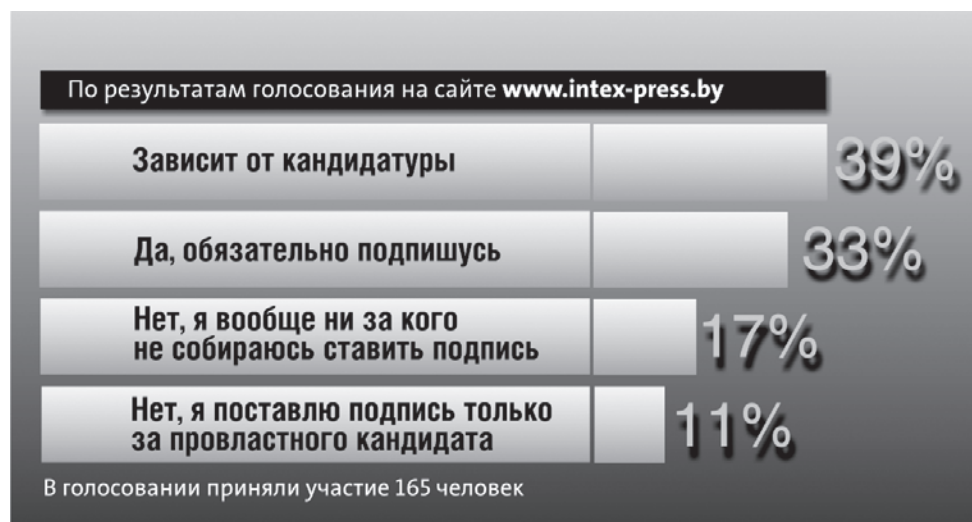 По результатам голосования на сайте www.intex-press.by
Зависит от кандидатуры
39%
Да, обязательно подпишусь
33%
Нет, я вообще ни за кого
не собираюсь ставить подпись
17%
Нет, я поставлю подпись только
за провластного кандидата
11%
В голосовании приняли участие 165 человек